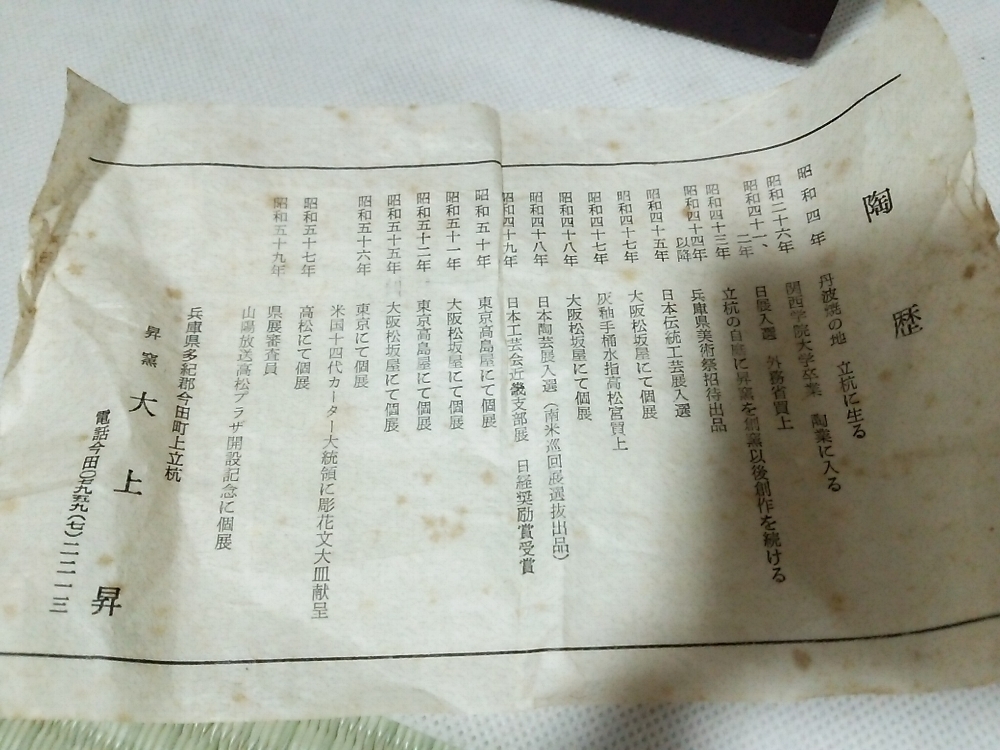 陶歴
昭和四年 丹波焼の地 立杭に生る
昭和二十六年 関西学院大学卒業 陶業に入る
昭和四十一、二年 日展入選 外務省買上
昭和四十三年 立杭の自庭に昇窯を創窯以後創作を続ける
昭和四十四年以降 兵庫県美術祭招待出品
昭和四十五年 日本伝統工芸展入選
昭和四十七年 大阪松坂屋にて個展
昭和四十七年 灰釉手桶水指高松宮買上
昭和四十八年 大阪松坂屋にて個展
昭和四十八年 日本陶芸展入選（南米巡回展選抜出品）
昭和四十九年 日本工芸会近畿支部展 日経奨励賞受賞
昭和五十年 東京高島屋にて個展
昭和五十一年 大阪松坂屋にて個展
昭和五十二年 東京高島屋にて個展
昭和五十五年 大阪松坂屋にて個展
昭和五十六年 東京にて個展
米国十四代カーター大統領に彫花文大皿献呈
昭和五十七年 高松にて個展
昭和五十九年 県展審査員
山陽放送高松プラザ開設記念に個展
兵庫県多紀郡今田町上立杭
昇窯 大上昇
電話今田(〇七九五九)(七)二二一三